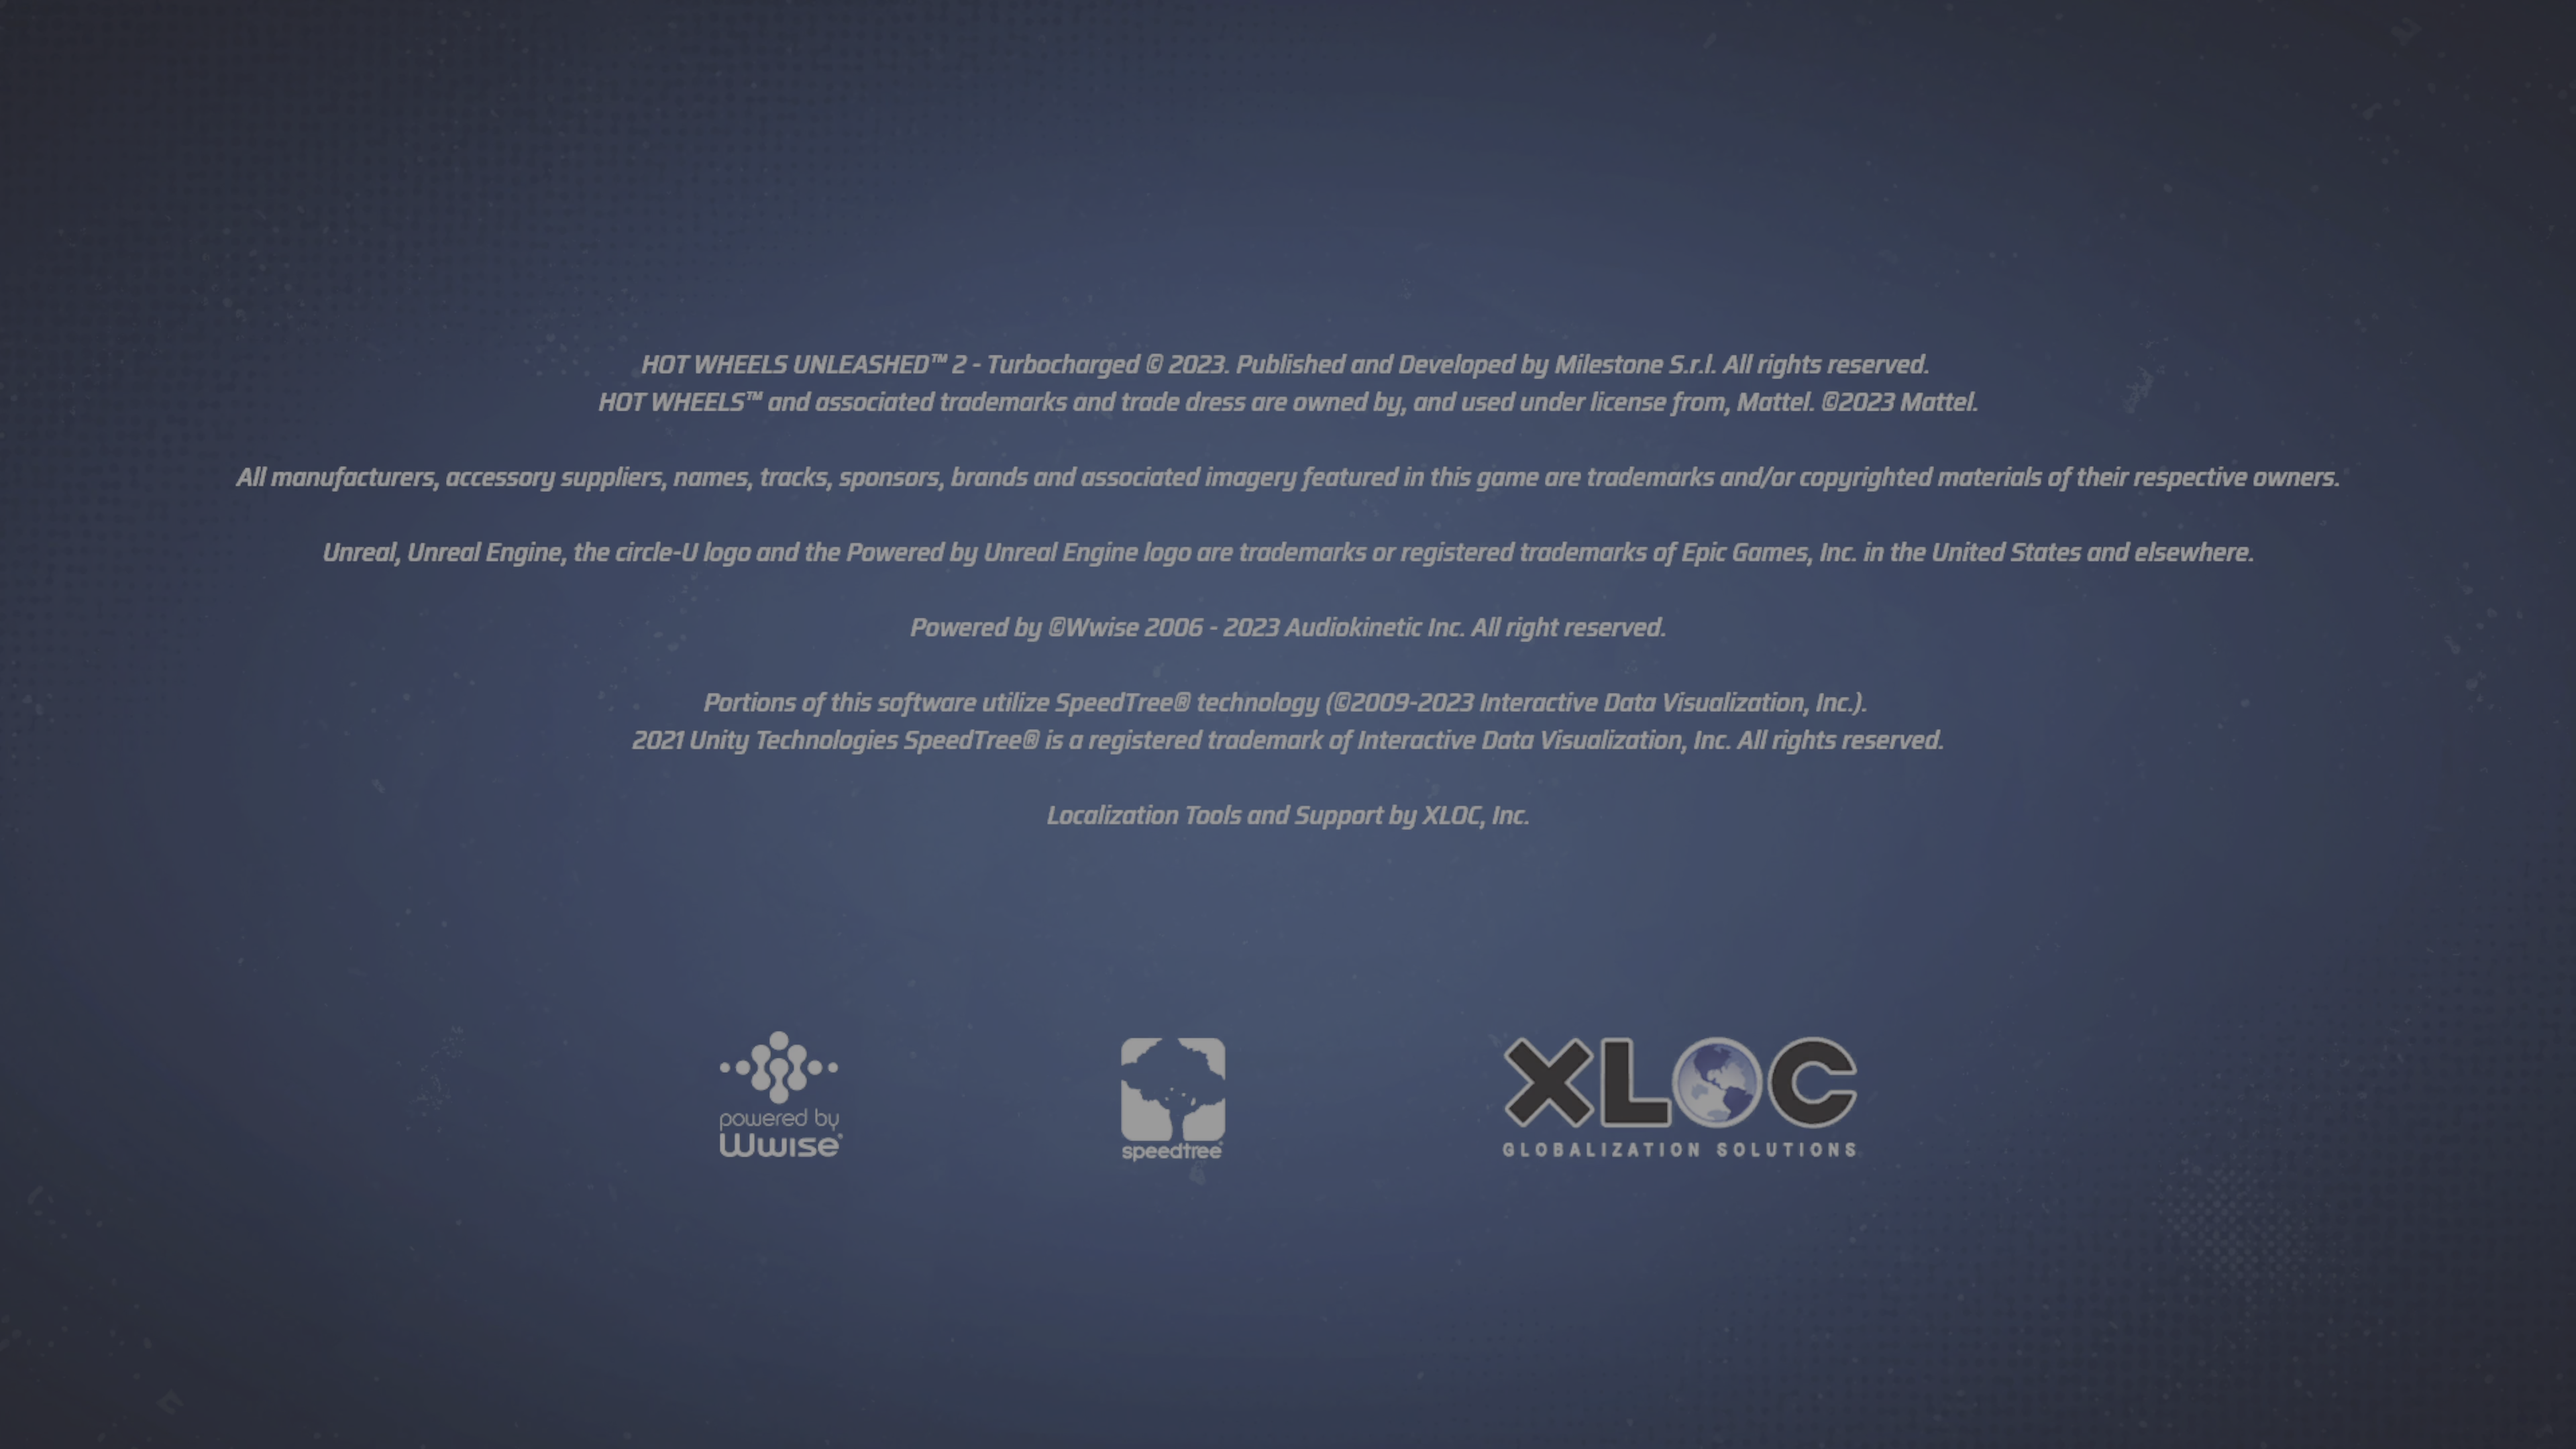 HOT WHEELS UNLEASHED™ 2 - Turbocharged © 2023. Published and Developed by Milestone S.r.l. All rights reserved.
HOT WHEELS™ and associated trademarks and trade dress are owned by, and used under license from, Mattel. ©2023 Mattel.
All manufacturers, accessory suppliers, names, tracks, sponsors, brands and associated imagery featured in this game are trademarks and/or copyrighted materials of their respective owners.
Unreal, Unreal Engine, the circle-U logo and the Powered by Unreal Engine logo are trademarks or registered trademarks of Epic Games, Inc. in the United States and elsewhere.
Powered by ©Wwise 2006 - 2023 Audiokinetic Inc. All right reserved.
Portions of this software utilize SpeedTree® technology (©2009-2023 Interactive Data Visualization, Inc.).
2021 Unity Technologies SpeedTree® is a registered trademark of Interactive Data Visualization, Inc. All rights reserved.
Localization Tools and Support by XLOC, Inc.
powered by
Wwise®
speedtree®
XLOC
GLOBALIZATION SOLUTIONS